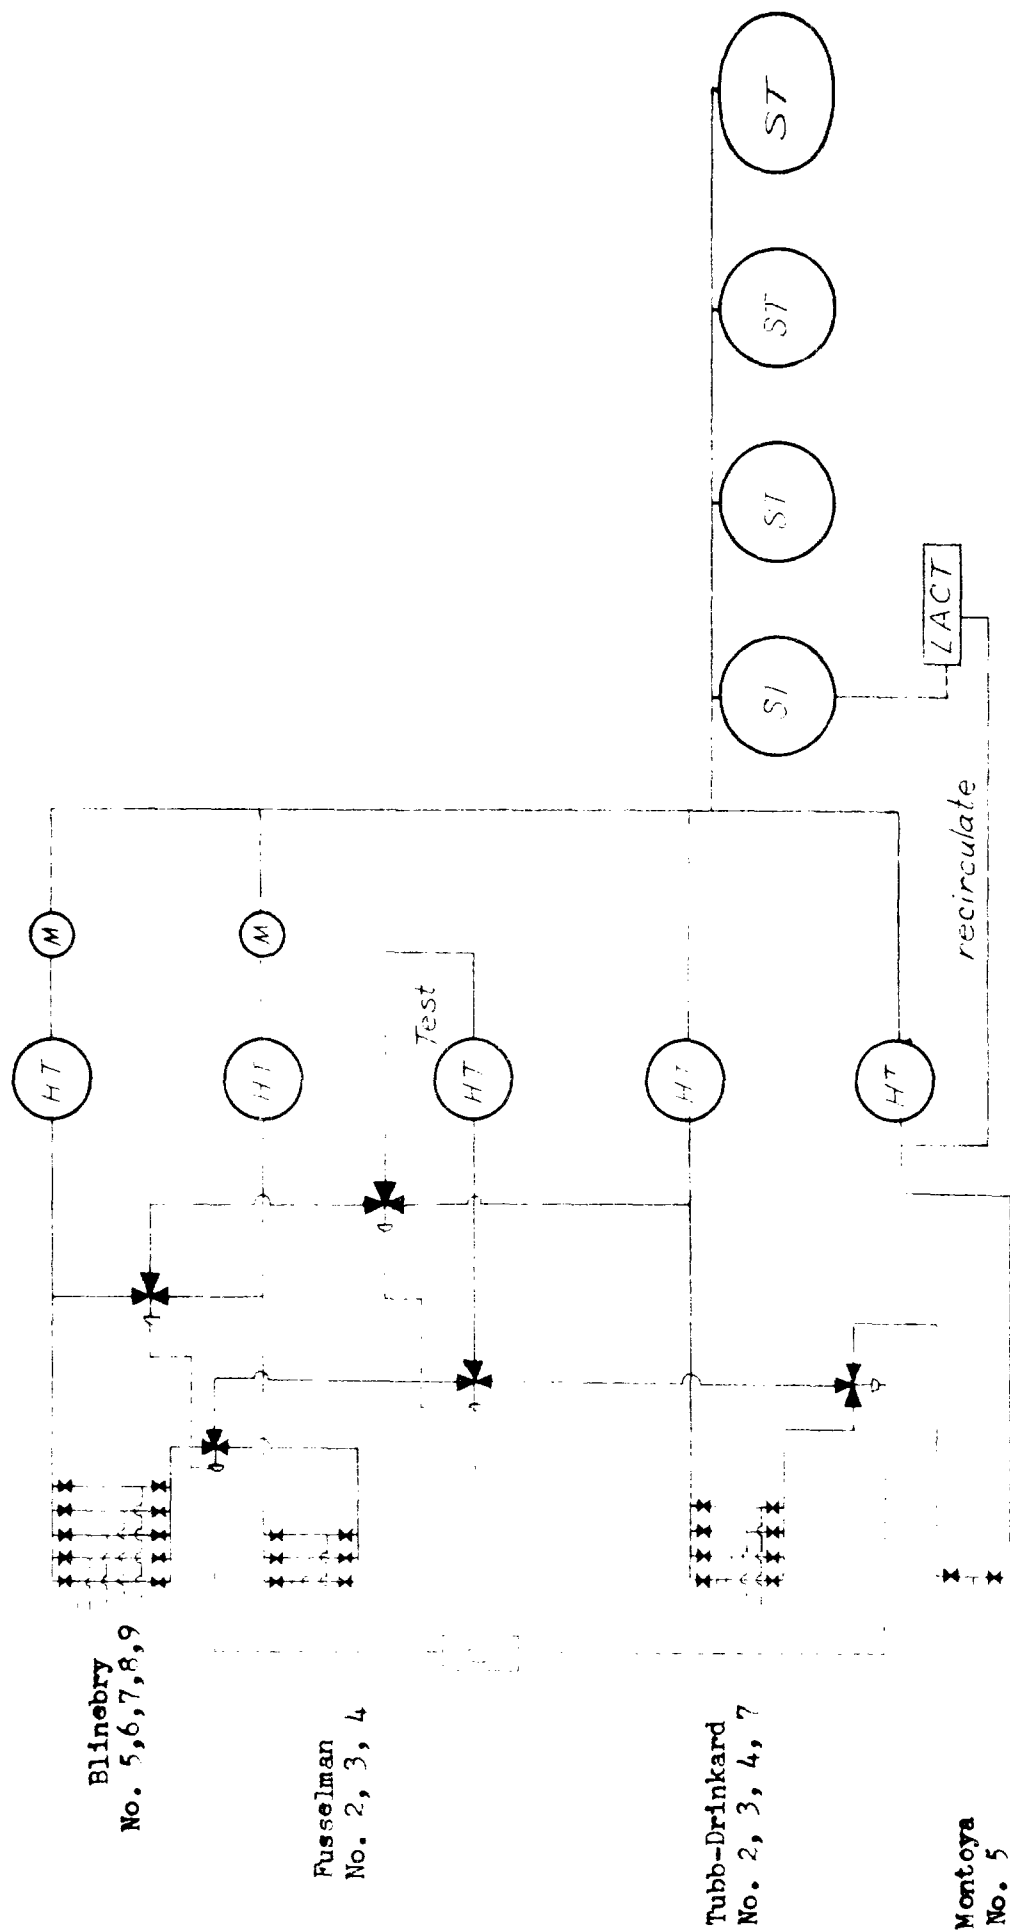 Blinebry
No. 5,6,7,8,9
Fusselman
No. 2, 3, 4
Tubb-Drinkard
No. 2, 3, 4, 7
Montoya
No. 5
HT
HT
HT
HT
HT
Test
M
M
recirculate
LACT
ST
ST
ST
ST